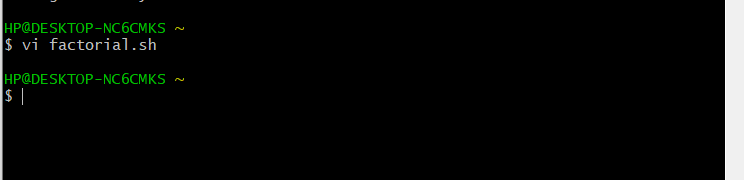 HP@DESKTOP-NC6CMKS ~
$ vi factorial.sh
HP@DESKTOP-NC6CMKS ~
$